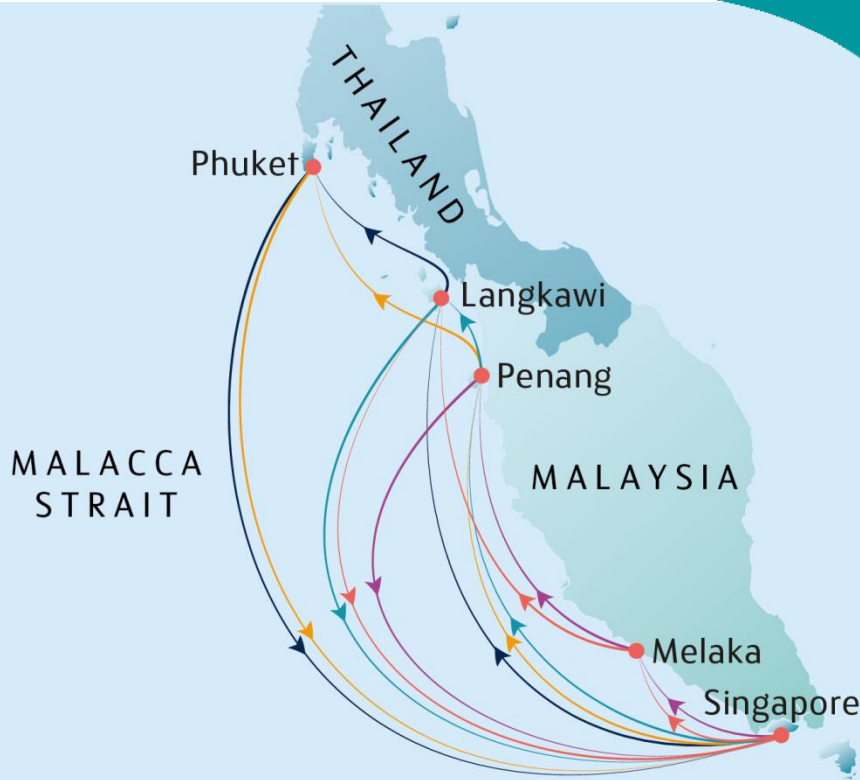 THAILAND
Phuket
Langkawi
Penang
MALACCA
STRAIT
MALAYSIA
Melaka
Singapore